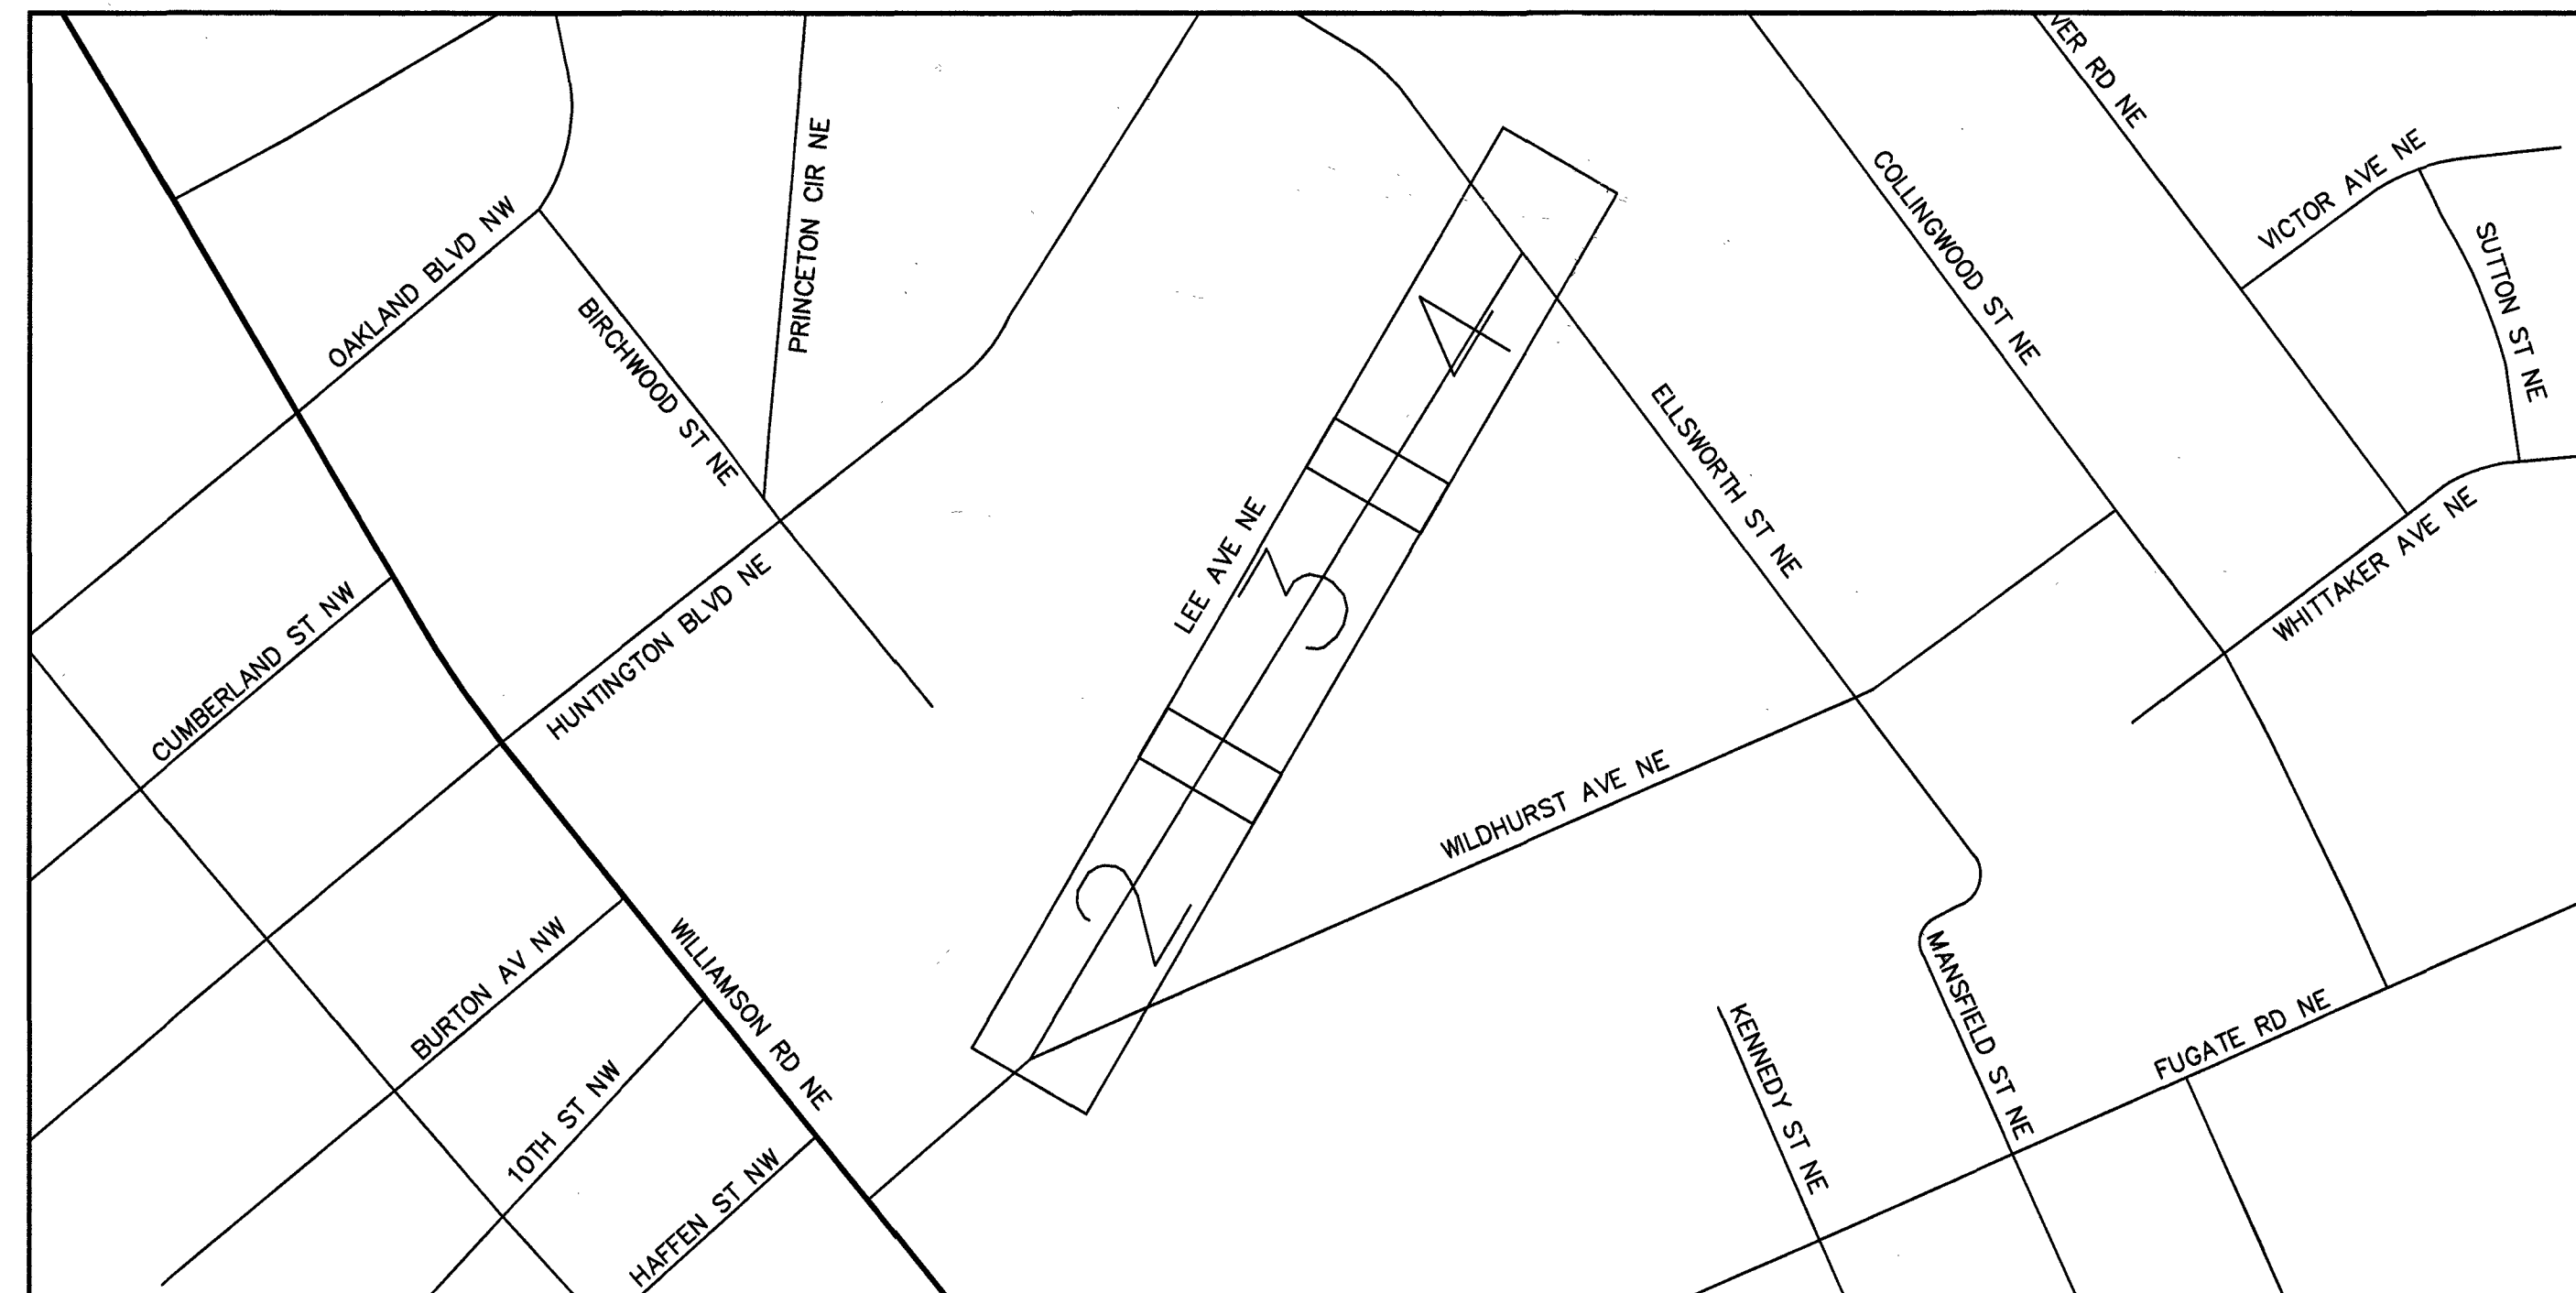 VER RD NE
VICTOR AVE NE
PRINCETON CIR NE
COLLINGWOOD ST NE
OAKLAND BLVD NW
SUTTON ST NE
BIRCHWOOD ST NE
4
ELLSWORTH ST NE
LEE AVE NE
WHITTAKER AVE NE
3
CUMBERLAND ST NW
HUNTINGTON BLVD NE
WILDHURST AVE NE
2
BURTON AV NW
WILLIAMSON RD NE
MANSFIELD ST NE
KENNEDY ST NE
FUGATE RD NE
10TH ST NW
HAFFEN ST NW